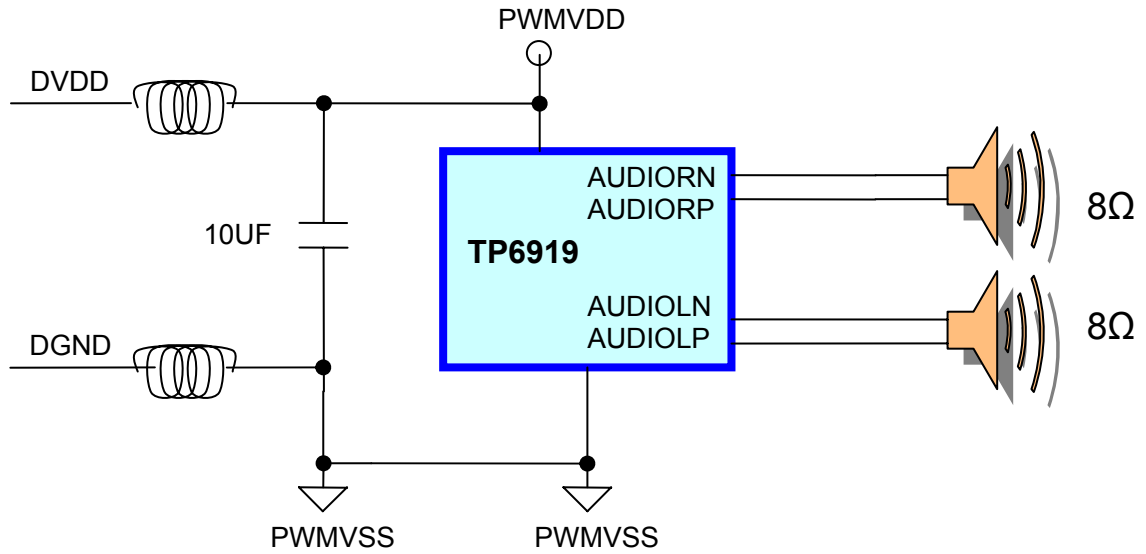 PWMVDD
DVDD
AUDIORN
AUDIORP
8Ω
10UF
TP6919
AUDIOLN
AUDIOLP
8Ω
DGND
PWMVSS
PWMVSS